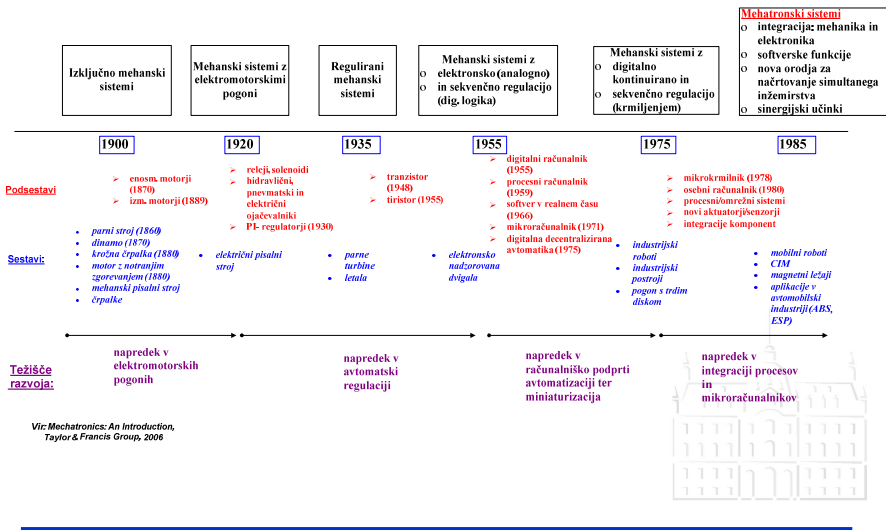 Izključno mehanski
sistemi
Mehanski sistemi z
elektromotorskimi
pogoni
Regulirani
mehanski
sistemi
Mehanski sistemi z
o elektronsko (analogno)
o in sekvenčno regulacijo
(dig. logika)
Mehanski sistemi z
o digitalno
kontinuirano in
o sekvenčno regulacijo
(krmiljenjem)
Mehatronski sistemi
o integracija: mehanika in
elektronika
o softverske funkcije
o nova orodja za
načrtovanje simultanega
inžemirstva
o sinergijski učinki
1900
1920
1935
1955
1975
1985
Podsestavi
➢ enosm. motorji
(1870)
➢ izm. motorji (1889)
➢ releji, solenoidi
➢ hidravlični,
pnevmatski in
električni
ojačevalniki
➢ PI- regulatorji (1930)
➢ tranzistor
(1948)
➢ tiristor (1955)
➢ digitalni računalnik
(1955)
➢ procesni računalnik
(1959)
➢ softver v realnem času
(1966)
➢ mikroračunalnik (1971)
➢ digitalna decentralizirana
avtomatika (1975)
➢ mikrokrmilnik (1978)
➢ osebni računalnik (1980)
➢ procesni/omrežni sistemi
➢ novi aktuatorji/senzorji
➢ integracije komponent
Sestavi:
• parni stroj (1860)
• dinamo (1870)
• krožna črpalka (1880)
• motor z notranjim
zgorevanjem (1880)
• mehanski pisalni stroj
• črpalke
• električni pisalni
stroj
• parne
turbine
• letala
• elektronsko
nadzorovana
dvigala
• industrijski
roboti
• industrijski
postroji
• pogon s trdim
diskom
• mobilni roboti
• CIM
• magnetni ležaji
• aplikacije v
avtomobilski
industriji (ABS,
ESP)
Težišče
razvoja:
napredek v
elektromotorskih
pogonih
napredek v
avtomatski
regulaciji
napredek v
računalniško podprti
avtomatizaciji ter
miniaturizacija
napredek v
integraciji procesov
in
mikroračunalnikov
Vir: Mechatronics: An Introduction,
Taylor & Francis Group, 2006